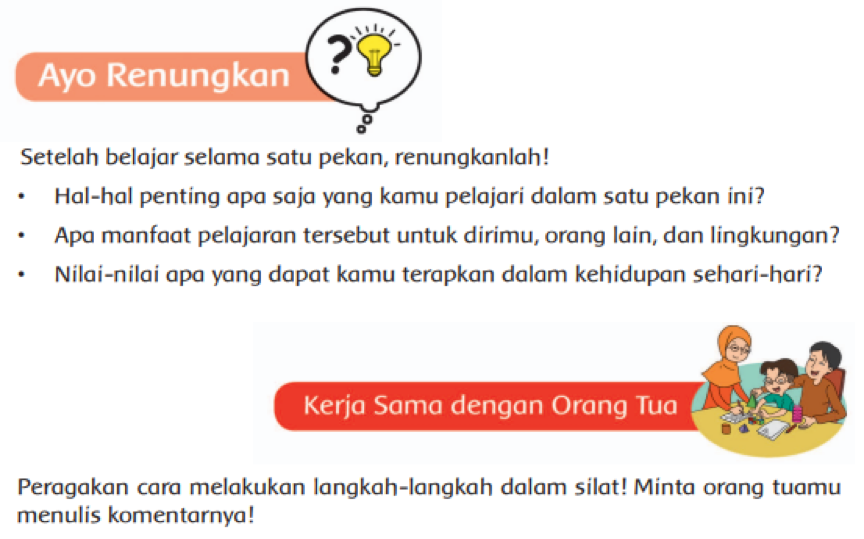 Ayo Renungkan
?
Setelah belajar selama satu pekan, renungkanlah!
• Hal-hal penting apa saja yang kamu pelajari dalam satu pekan ini?
• Apa manfaat pelajaran tersebut untuk dirimu, orang lain, dan lingkungan?
• Nilai-nilai apa yang dapat kamu terapkan dalam kehidupan sehari-hari?
Kerja Sama dengan Orang Tua
Peragakan cara melakukan langkah-langkah dalam silat! Minta orang tuamu
menulis komentarnya!